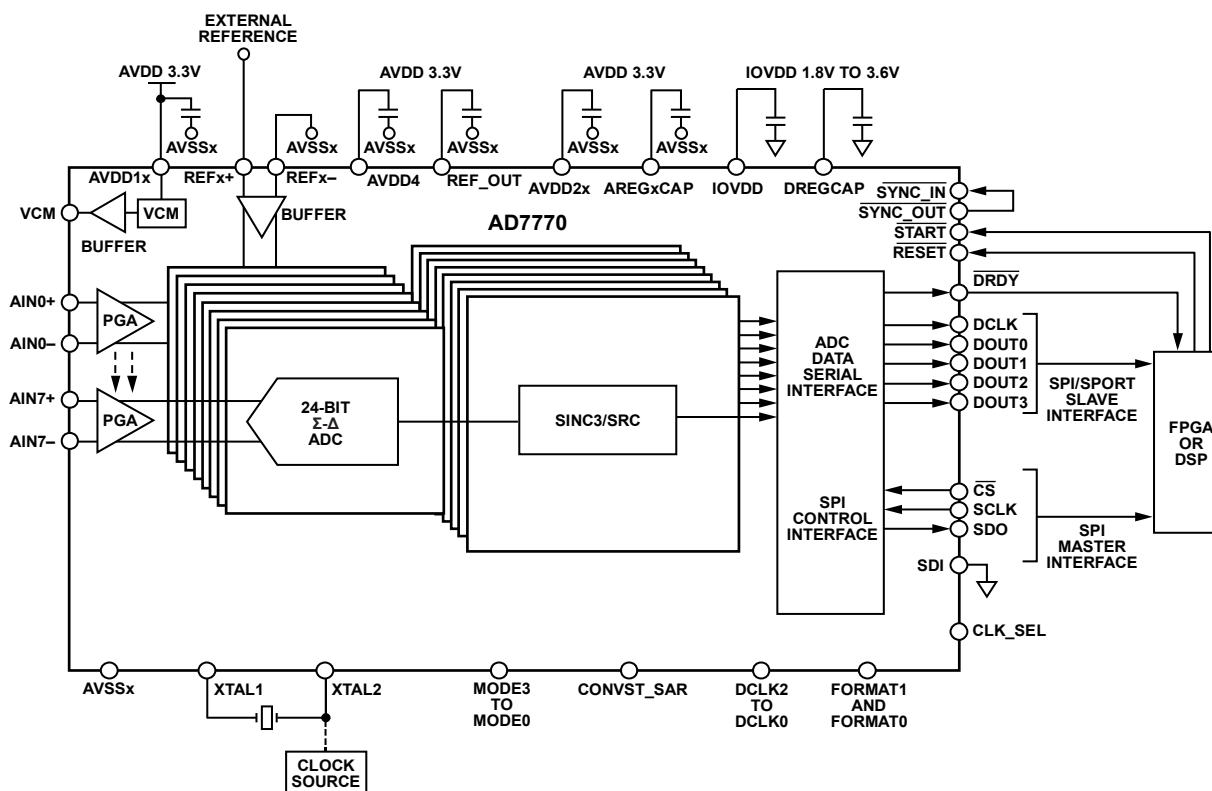 EXTERNAL
REFERENCE
AVDD 3.3V
AVDD 3.3V
AVDD 3.3V
IOVDD 1.8V TO 3.6V
AVSSx
AVSSx
AVSSx
AVSSx
AVSSx
AVSSx
AVDD1x
REFx+
REFx–
AVDD4
REF_OUT
AVDD2x
AREGxCAP
IOVDD
DREGCAP
VCM
BUFFER
VCM
BUFFER
AD7770
SYNC_IN
SYNC_OUT
START
RESET
DRDY
AIN0+
AIN0–
PGA
AIN7+
AIN7–
PGA
24-BIT
Σ-Δ
ADC
SINC3/SRC
ADC
DATA
SERIAL
INTERFACE
SPI
CONTROL
INTERFACE
DCLK
DOUT0
DOUT1
DOUT2
DOUT3
SPI/SPORT
SLAVE
INTERFACE
FPGA
OR
DSP
CS
SCLK
SDO
SPI
MASTER
INTERFACE
SDI
CLK_SEL
AVSSx
XTAL1
XTAL2
MODE3
TO
MODE0
CONVST_SAR
DCLK2
TO
DCLK0
FORMAT1
AND
FORMAT0
CLOCK
SOURCE